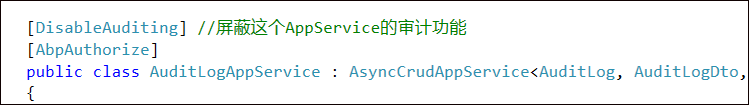 [DisableAuditing] //屏蔽这个AppService的审计功能
[AbpAuthorize]
public class AuditLogAppService : AsyncCrudAppService<AuditLog, AuditLogDto,
{